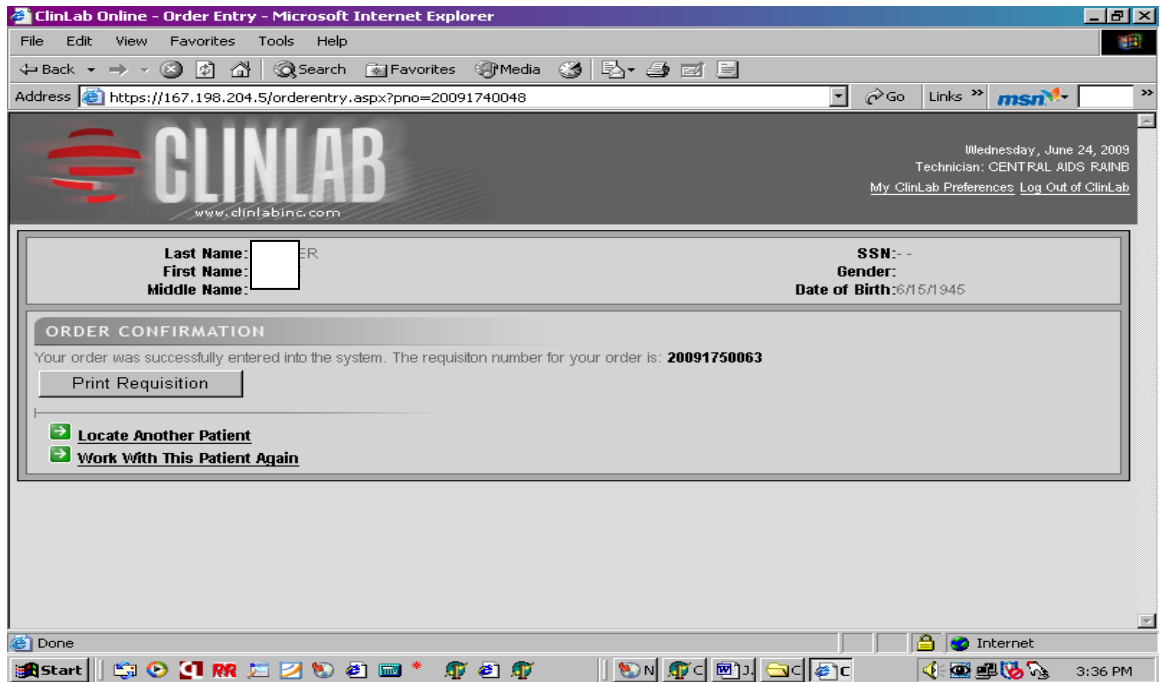 ClinLab Online - Order Entry - Microsoft Internet Explorer
File Edit View Favorites Tools Help
Back Search Favorites Media
Address https://167.198.204.5/orderentry.aspx?pno=20091740048 Go Links » msn »
CLINLAB
www.clinlabinc.com
Wednesday, June 24, 2009
Technician: CENTRAL AIDS RAINB
My ClinLab Preferences Log Out of ClinLab
Last Name: ER SSN:- -
First Name: Gender:
Middle Name: Date of Birth:6/15/1945
ORDER CONFIRMATION
Your order was successfully entered into the system. The requisiton number for your order is: 20091750063
Print Requisition
Locate Another Patient
Work With This Patient Again
Done Internet
Start RR N C J. C C 3:36 PM